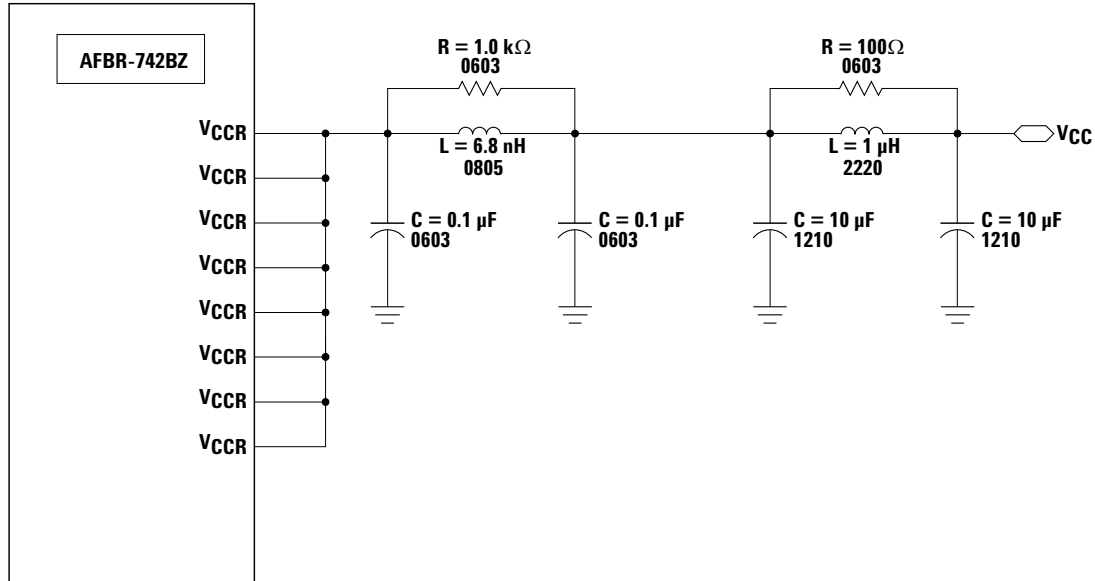 AFBR-742BZ
R = 1.0 kΩ
0603
R = 100Ω
0603
VCCR
L = 6.8 nH
0805
L = 1 µH
2220
VCC
VCCR
VCCR
C = 0.1 µF
0603
C = 0.1 µF
0603
C = 10 µF
1210
C = 10 µF
1210
VCCR
VCCR
VCCR
VCCR
VCCR